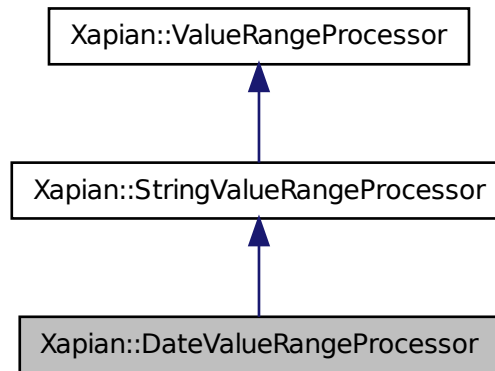 Xapian::ValueRangeProcessor
Xapian::StringValueRangeProcessor
Xapian::DateValueRangeProcessor